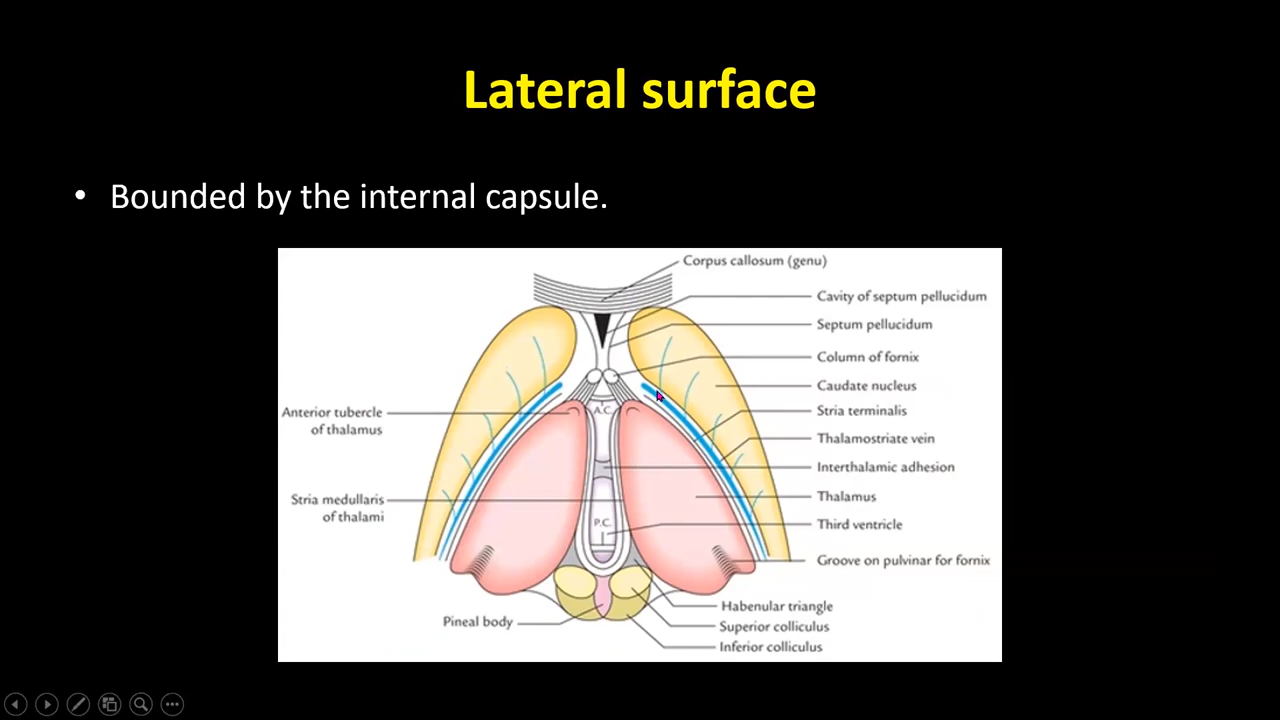 Lateral surface
• Bounded by the internal capsule.
Corpus callosum (genu)
Cavity of septum pellucidum
Septum pellucidum
Column of fornix
Caudate nucleus
Stria terminalis
Thalamostriate vein
Interthalamic adhesion
Thalamus
Third ventricle
Groove on pulvinar for fornix
Habenular triangle
Superior colliculus
Inferior colliculus
Anterior tubercle
of thalamus
Stria medullaris
of thalami
Pineal body
A.C.
P.C.